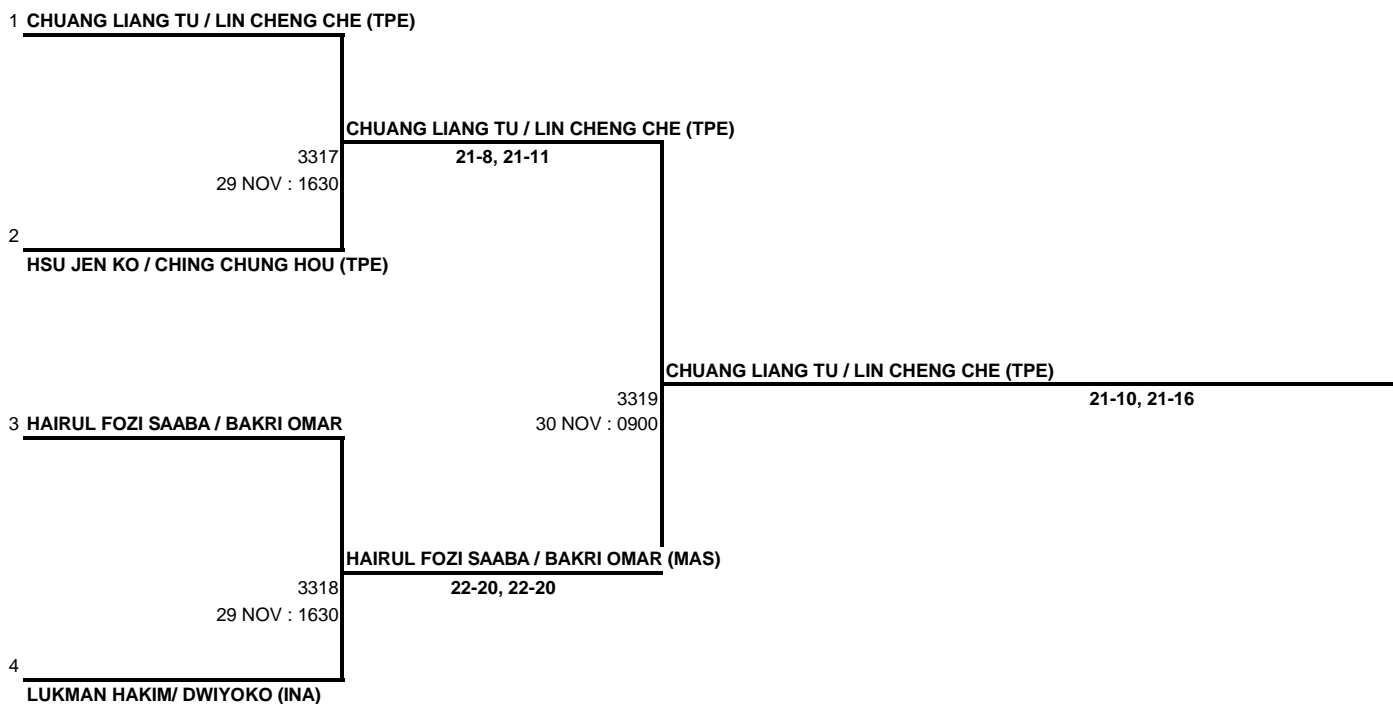 1 CHUANG LIANG TU / LIN CHENG CHE (TPE)
CHUANG LIANG TU / LIN CHENG CHE (TPE)
3317 21-8, 21-11
29 NOV : 1630
2
HSU JEN KO / CHING CHUNG HOU (TPE)
CHUANG LIANG TU / LIN CHENG CHE (TPE)
3319 21-10, 21-16
3 HAIRUL FOZI SAABA / BAKRI OMAR 30 NOV : 0900
HAIRUL FOZI SAABA / BAKRI OMAR (MAS)
3318 22-20, 22-20
29 NOV : 1630
4
LUKMAN HAKIM/ DWIYOKO (INA)